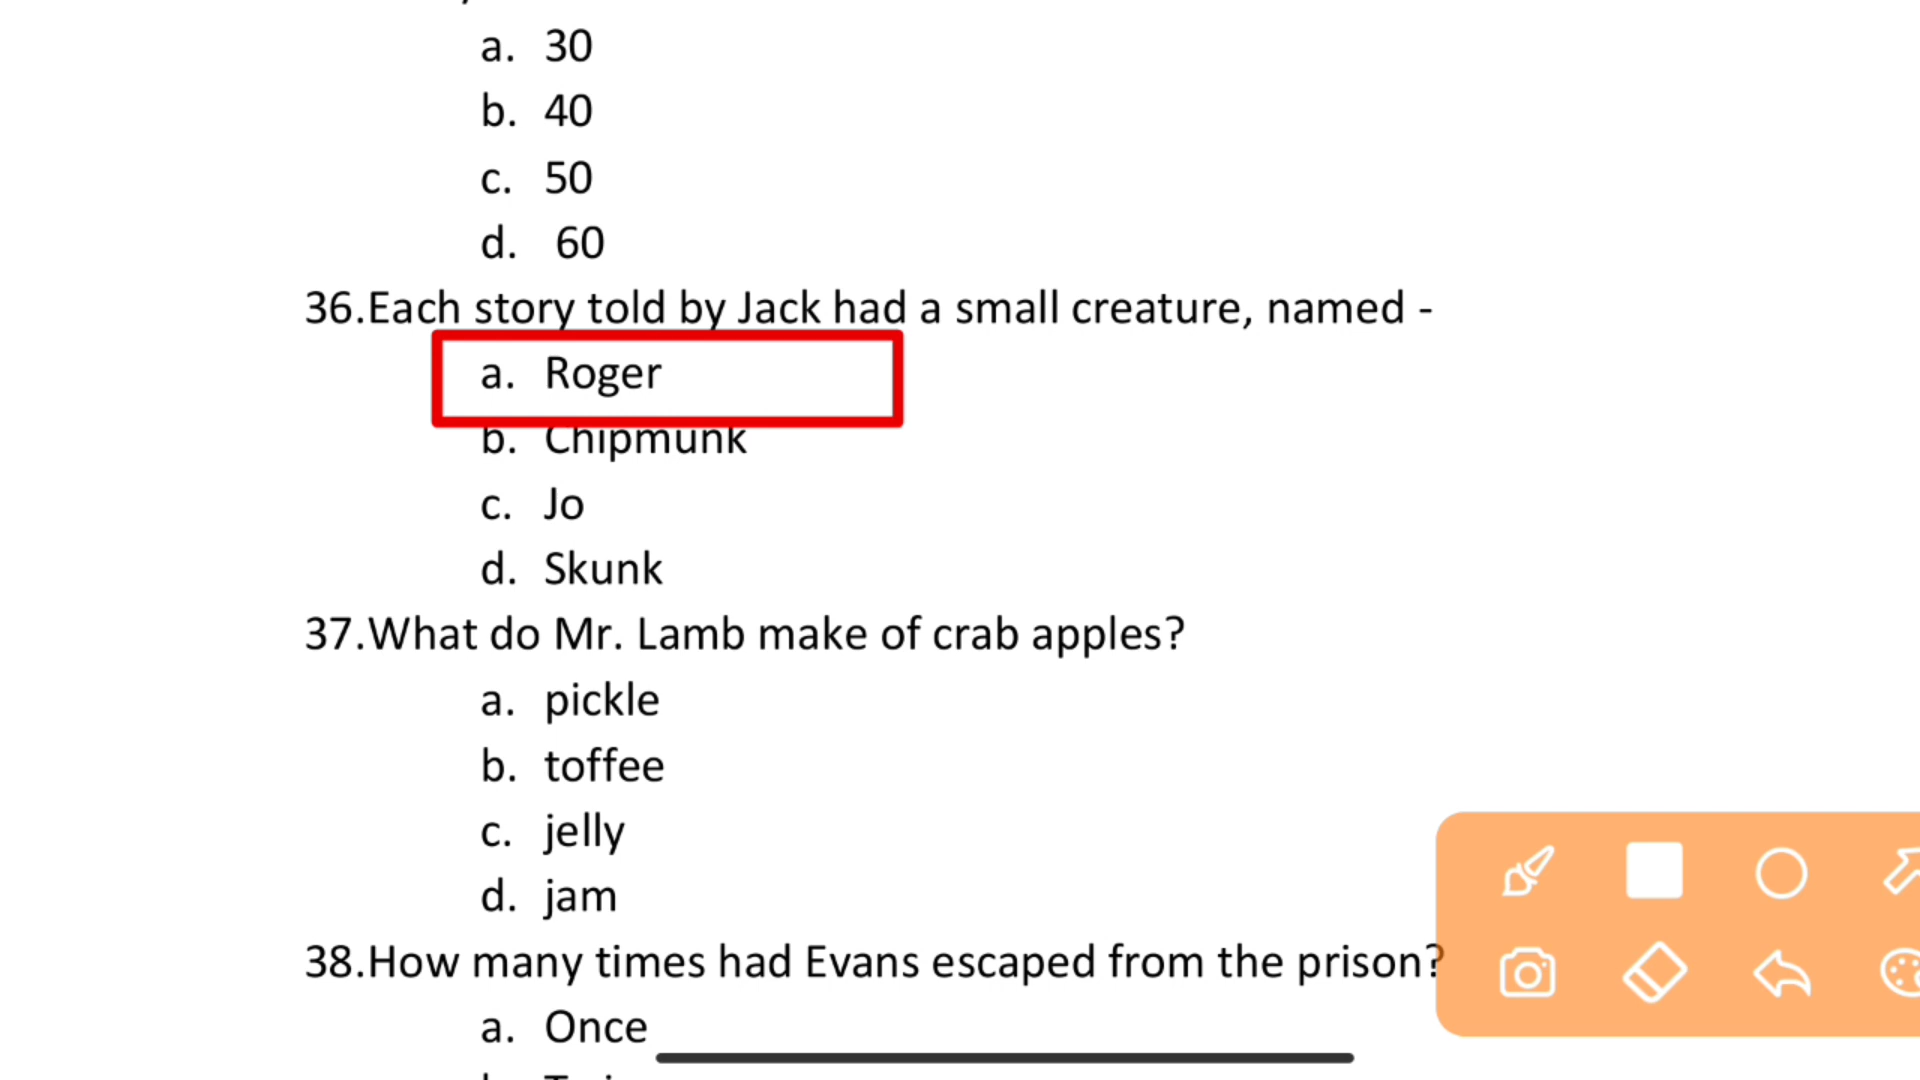 a. 30
b. 40
c. 50
d. 60
36.Each story told by Jack had a small creature, named -
a. Roger
b. Chipmunk
c. Jo
d. Skunk
37.What do Mr. Lamb make of crab apples?
a. pickle
b. toffee
c. jelly
d. jam
38.How many times had Evans escaped from the prison?
a. Once